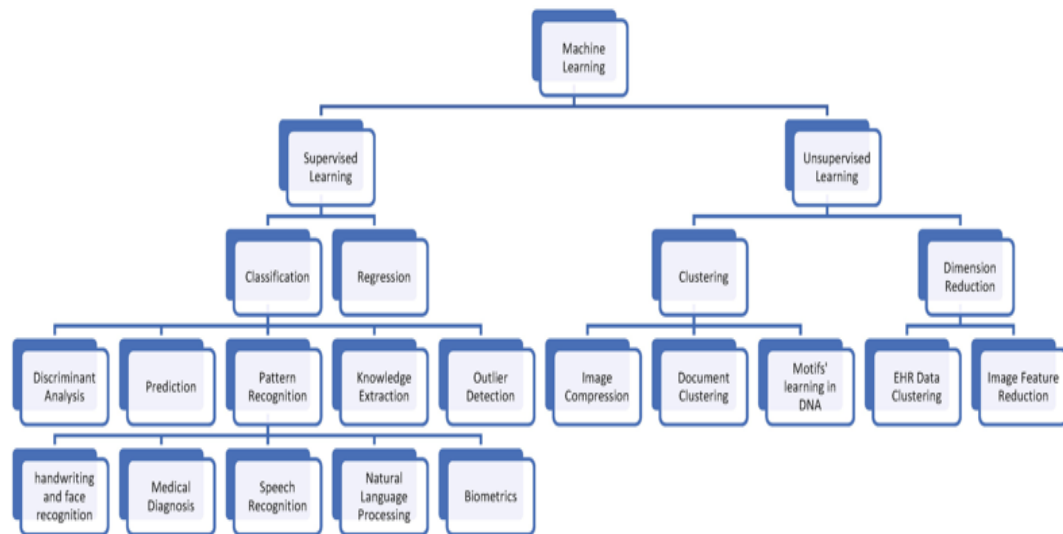 Machine
Learning
Supervised
Learning
Unsupervised
Learning
Classification
Regression
Clustering
Dimension
Reduction
Discriminant
Analysis
Prediction
Pattern
Recognition
Knowledge
Extraction
Outlier
Detection
Image
Compression
Document
Clustering
Motifs'
learning in
DNA
EHR Data
Clustering
Image Feature
Reduction
handwriting
and face
recognition
Medical
Diagnosis
Speech
Recognition
Natural
Language
Processing
Biometrics